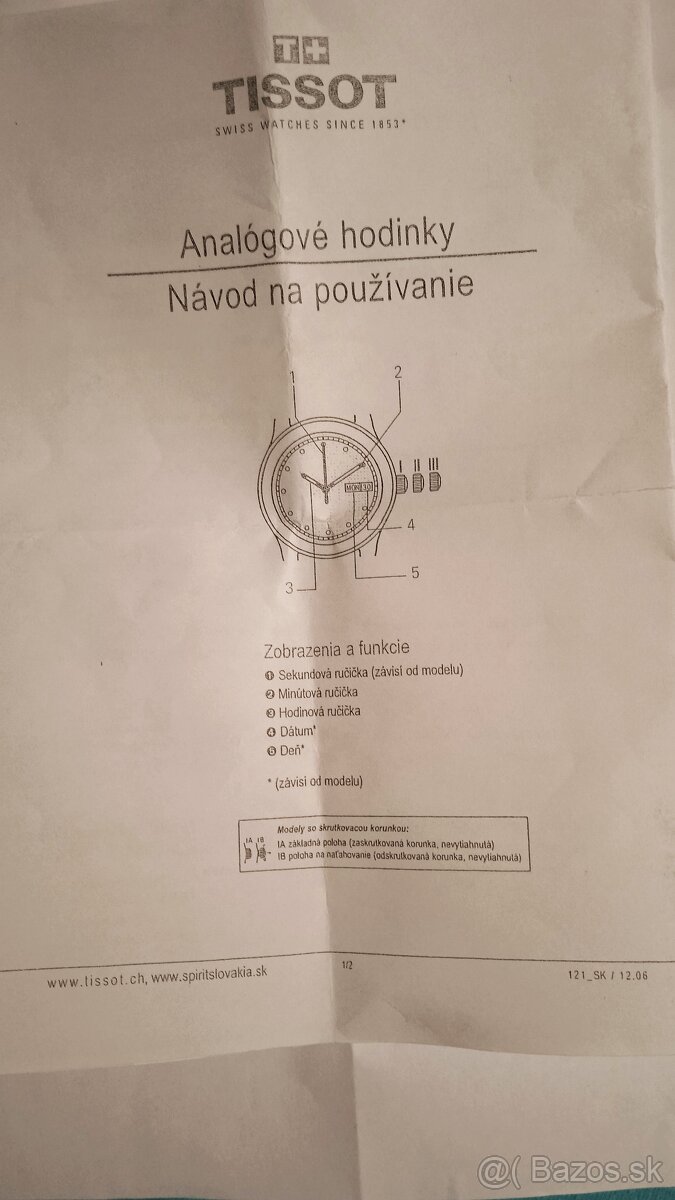 T+
TISSOT
SWISS WATCHES SINCE 1853*
Analógové hodinky
Návod na používanie
1
2
I II III
MON 30
4
5
3
Zobrazenia a funkcie
❶ Sekundová ručička (závisí od modelu)
❷ Minútová ručička
❸ Hodinová ručička
❹ Dátum*
❺ Deň*
* (závisí od modelu)
Modely so skrutkovacou korunkou:
IA IB
IA základná poloha (zaskrutkovaná korunka, nevytiahnutá)
IB poloha na naťahovanie (odskrutkovaná korunka, nevytiahnutá)
www.tissot.ch, www.spiritslovakia.sk
1/2
121_SK / 12.06
@( Bazos.sk